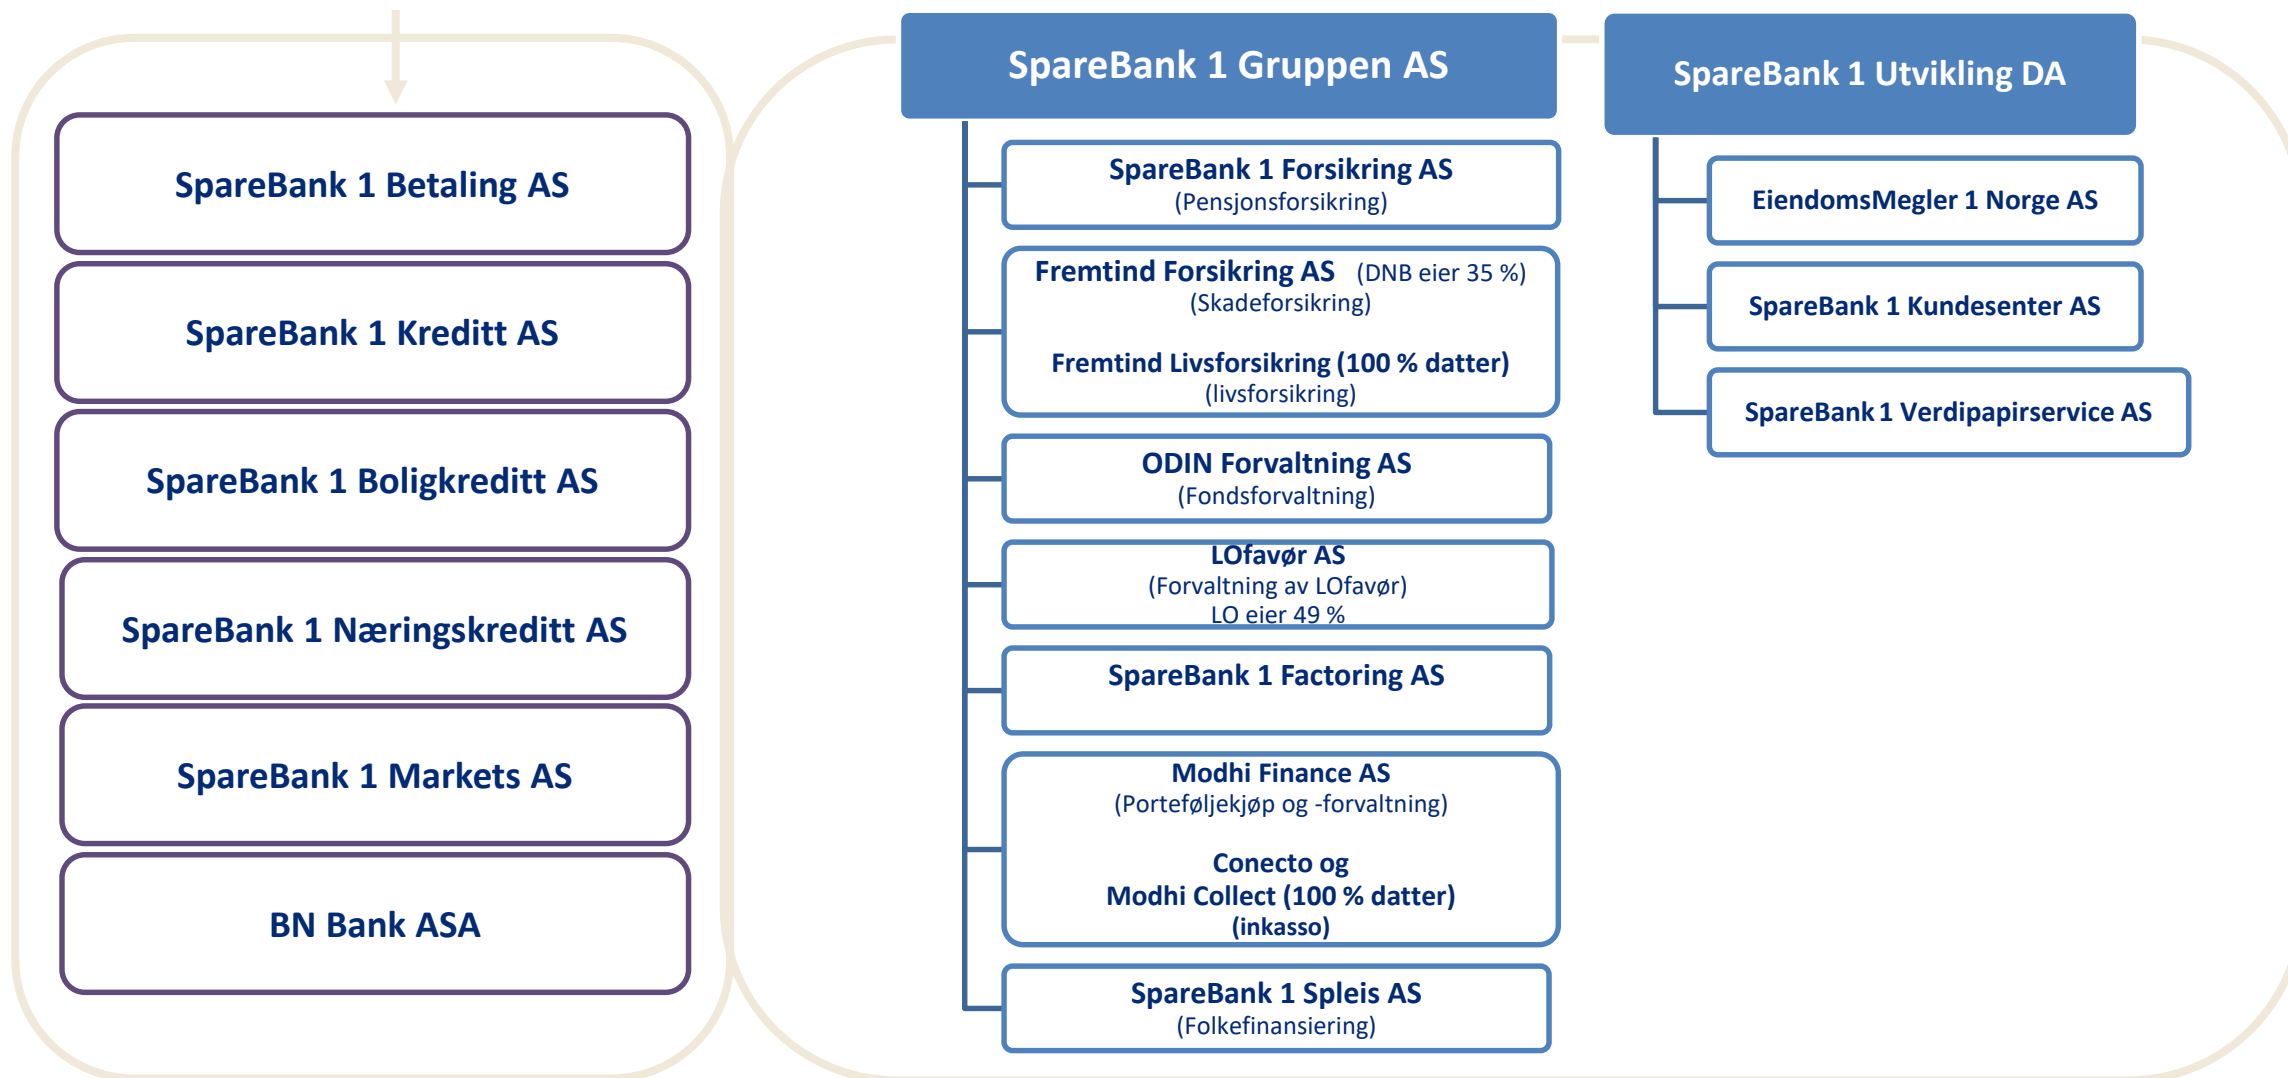 SpareBank 1 Betaling AS
SpareBank 1 Kreditt AS
SpareBank 1 Boligkreditt AS
SpareBank 1 Næringskreditt AS
SpareBank 1 Markets AS
BN Bank ASA
SpareBank 1 Gruppen AS
SpareBank 1 Forsikring AS
(Pensjonsforsikring)
Fremtind Forsikring AS (DNB eier 35 %)
(Skadeforsikring)
Fremtind Livsforsikring (100 % datter)
(livsforsikring)
ODIN Forvaltning AS
(Fondsforvaltning)
LOfavør AS
(Forvaltning av LOfavør)
LO eier 49 %
SpareBank 1 Factoring AS
Modhi Finance AS
(Porteføljekjøp og -forvaltning)
Conecto og
Modhi Collect (100 % datter)
(inkasso)
SpareBank 1 Spleis AS
(Folkefinansiering)
SpareBank 1 Utvikling DA
EiendomsMegler 1 Norge AS
SpareBank 1 Kundesenter AS
SpareBank 1 Verdipapirservice AS